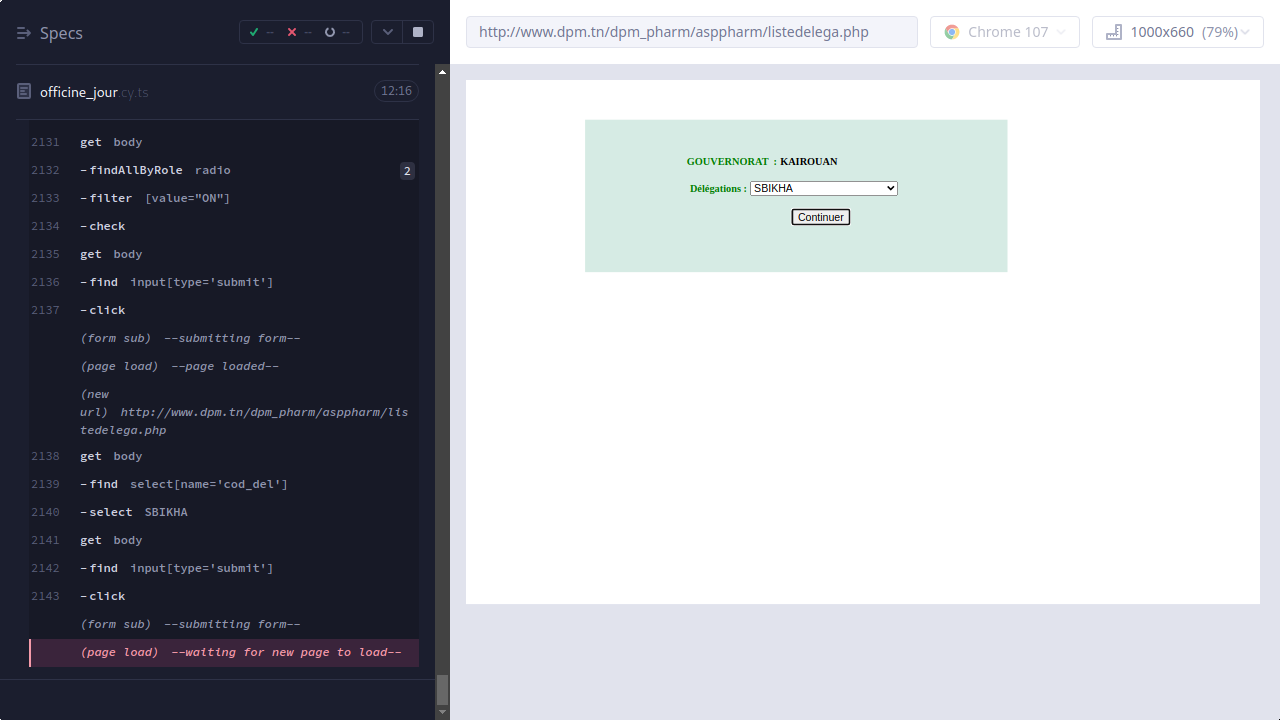 Specs
-- -- --
officine_jour.cy.ts 12:16
2131 get body
2132 -findAllByRole radio 2
2133 -filter [value="ON"]
2134 -check
2135 get body
2136 -find input[type='submit']
2137 -click
(form sub) --submitting form--
(page load) --page loaded--
(new
url) http://www.dpm.tn/dpm_pharm/asppharm/lis
tedelega.php
2138 get body
2139 -find select[name='cod_del']
2140 -select SBIKHA
2141 get body
2142 -find input[type='submit']
2143 -click
(form sub) --submitting form--
(page load) --waiting for new page to load--
http://www.dpm.tn/dpm_pharm/asppharm/listedelega.php
Chrome 107
1000x660 (79%)
GOUVERNORAT : KAIROUAN
Délégations : SBIKHA
Continuer